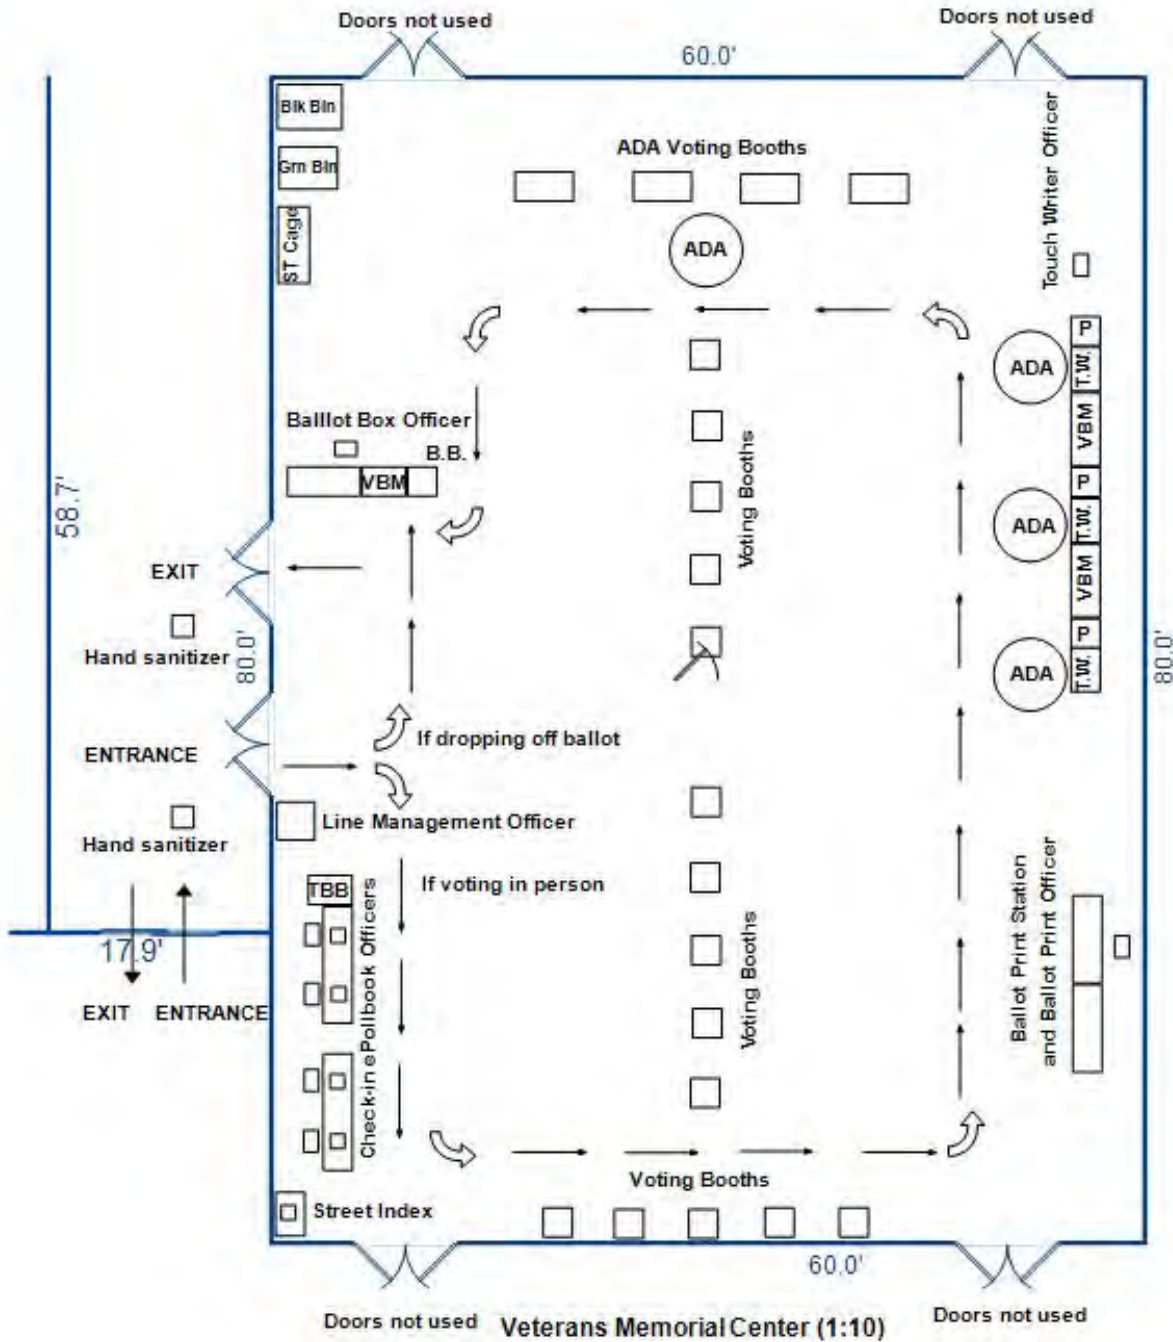 Doors not used
Doors not used
60.0'
Blk Bin
Grn Bin
ST Cage
ADA Voting Booths
ADA
Touch Writer Officer
P
T.W.
ADA
VBM
P
T.W.
ADA
VBM
P
T.W.
ADA
Balllot Box Officer
B.B.
VBM
Voting Booths
58.7'
EXIT
Hand sanitizer
80.0'
80.0'
If dropping off ballot
ENTRANCE
Line Management Officer
Hand sanitizer
TBB
If voting in person
Check-in ePollbook Officers
Voting Booths
Ballot Print Station
and Ballot Print Officer
17.9'
EXIT
ENTRANCE
Voting Booths
Street Index
60.0'
Doors not used
Doors not used
Veterans Memorial Center (1:10)